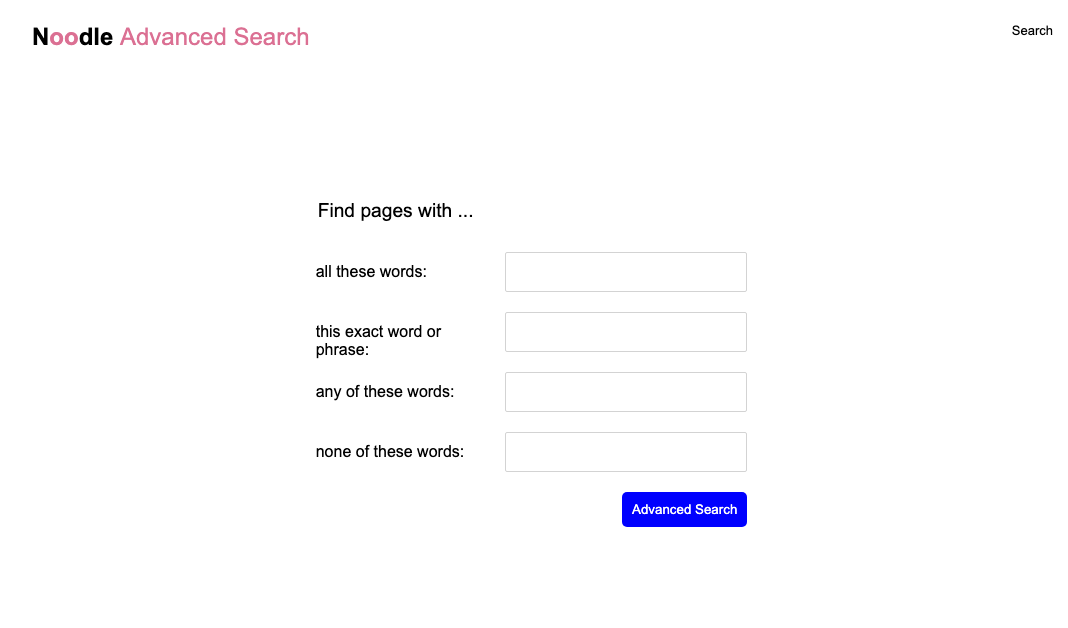 Noodle Advanced Search
Search
Find pages with ...
all these words:
this exact word or
phrase:
any of these words:
none of these words:
Advanced Search